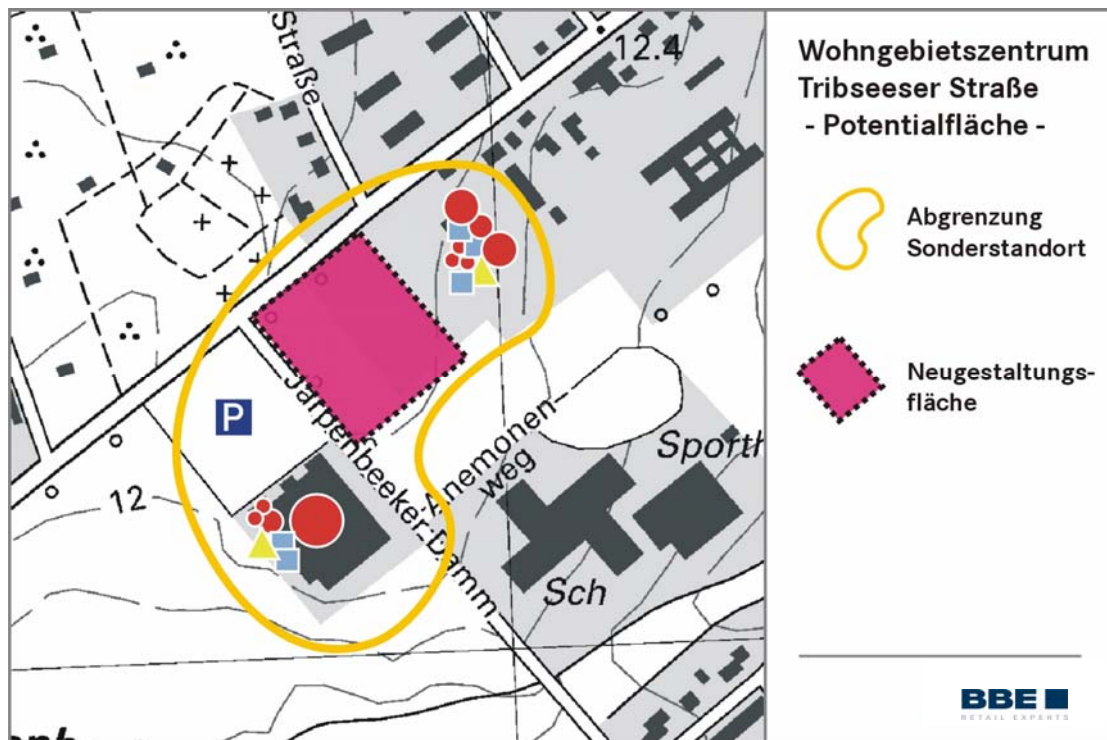 Straße
12.4
Wohngebietszentrum
Tribseeser Straße
- Potentialfläche -
Abgrenzung
Sonderstandort
Neugestaltungs-
fläche
P
Jarpenbeeker Damm
Anemonen
weg
Sporth
12
Sch
BBE
RETAIL EXPERTS